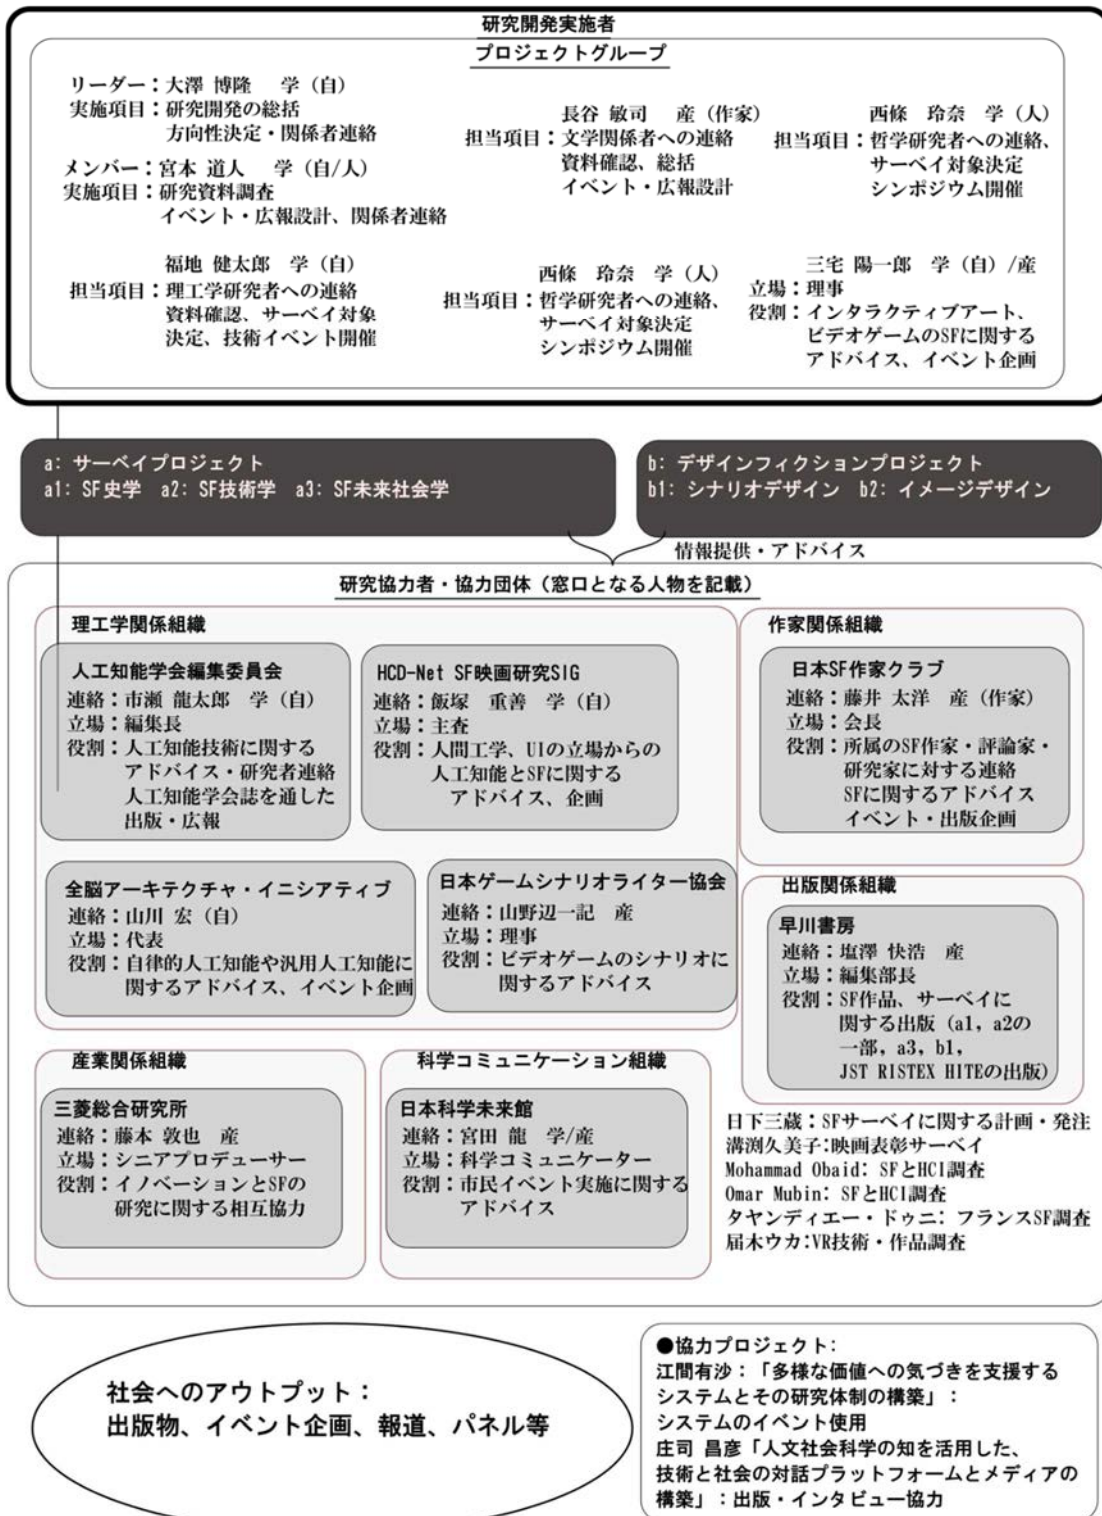 研究開発実施者
プロジェクトグループ
リーダー：大澤 博隆　学（自）
実施項目：研究開発の総括
方向性決定・関係者連絡
メンバー：宮本 道人　学（自/人）
実施項目：研究資料調査
イベント・広報設計、関係者連絡
長谷 敏司　産（作家）
担当項目：文学関係者への連絡
資料確認、総括
イベント・広報設計
西條 玲奈　学（人）
担当項目：哲学研究者への連絡、
サーベイ対象決定
シンポジウム開催
福地 健太郎　学（自）
担当項目：理工学研究者への連絡
資料確認、サーベイ対象
決定、技術イベント開催
西條 玲奈 学（人）
担当項目：哲学研究者への連絡、
サーベイ対象決定
シンポジウム開催
三宅 陽一郎　学（自）/産
立場：理事
役割：インタラクティブアート、
ビデオゲームのSFに関する
アドバイス、イベント企画
a: サーベイプロジェクト
a1: SF史学　a2: SF技術学　a3: SF未来社会学
b: デザインフィクションプロジェクト
b1: シナリオデザイン　b2: イメージデザイン
情報提供・アドバイス
研究協力者・協力団体（窓口となる人物を記載）
理工学関係組織
人工知能学会編集委員会
連絡：市瀬 龍太郎　学（自）
立場：編集長
役割：人工知能技術に関する
アドバイス・研究者連絡
人工知能学会誌を通した
出版・広報
HCD-Net SF映画研究SIG
連絡：飯塚　重善　学（自）
立場：主査
役割：人間工学、UIの立場からの
人工知能とSFに関する
アドバイス、企画
全脳アーキテクチャ・イニシアティブ
連絡：山川 宏（自）
立場：代表
役割：自律的人工知能や汎用人工知能に
関するアドバイス、イベント企画
日本ゲームシナリオライター協会
連絡：山野辺一記　産
立場：理事
役割：ビデオゲームのシナリオに
関するアドバイス
作家関係組織
日本SF作家クラブ
連絡：藤井 太洋　産（作家）
立場：会長
役割：所属のSF作家・評論家・
研究家に対する連絡
SFに関するアドバイス
イベント・出版企画
出版関係組織
早川書房
連絡：塩澤 快浩　産
立場：編集部長
役割：SF作品、サーベイに
関する出版（a1, a2の
一部, a3, b1,
JST RISTEX HITEの出版）
産業関係組織
三菱総合研究所
連絡：藤本 敦也　産
立場：シニアプロデューサー
役割：イノベーションとSFの
研究に関する相互協力
科学コミュニケーション組織
日本科学未来館
連絡：宮田 龍　学/産
立場：科学コミュニケーター
役割：市民イベント実施に関する
アドバイス
日下三蔵：SFサーベイに関する計画・発注
溝渕久美子:映画表彰サーベイ
Mohammad Obaid: SFとHCI調査
Omar Mubin: SFとHCI調査
タヤンディエー・ドゥニ: フランスSF調査
届木ウカ:VR技術・作品調査
社会へのアウトプット：
出版物、イベント企画、報道、パネル等
●協力プロジェクト:
江間有沙：「多様な価値への気づきを支援する
システムとその研究体制の構築」：
システムのイベント使用
庄司 昌彦「人文社会科学の知を活用した、
技術と社会の対話プラットフォームとメディアの
構築」：出版・インタビュー協力